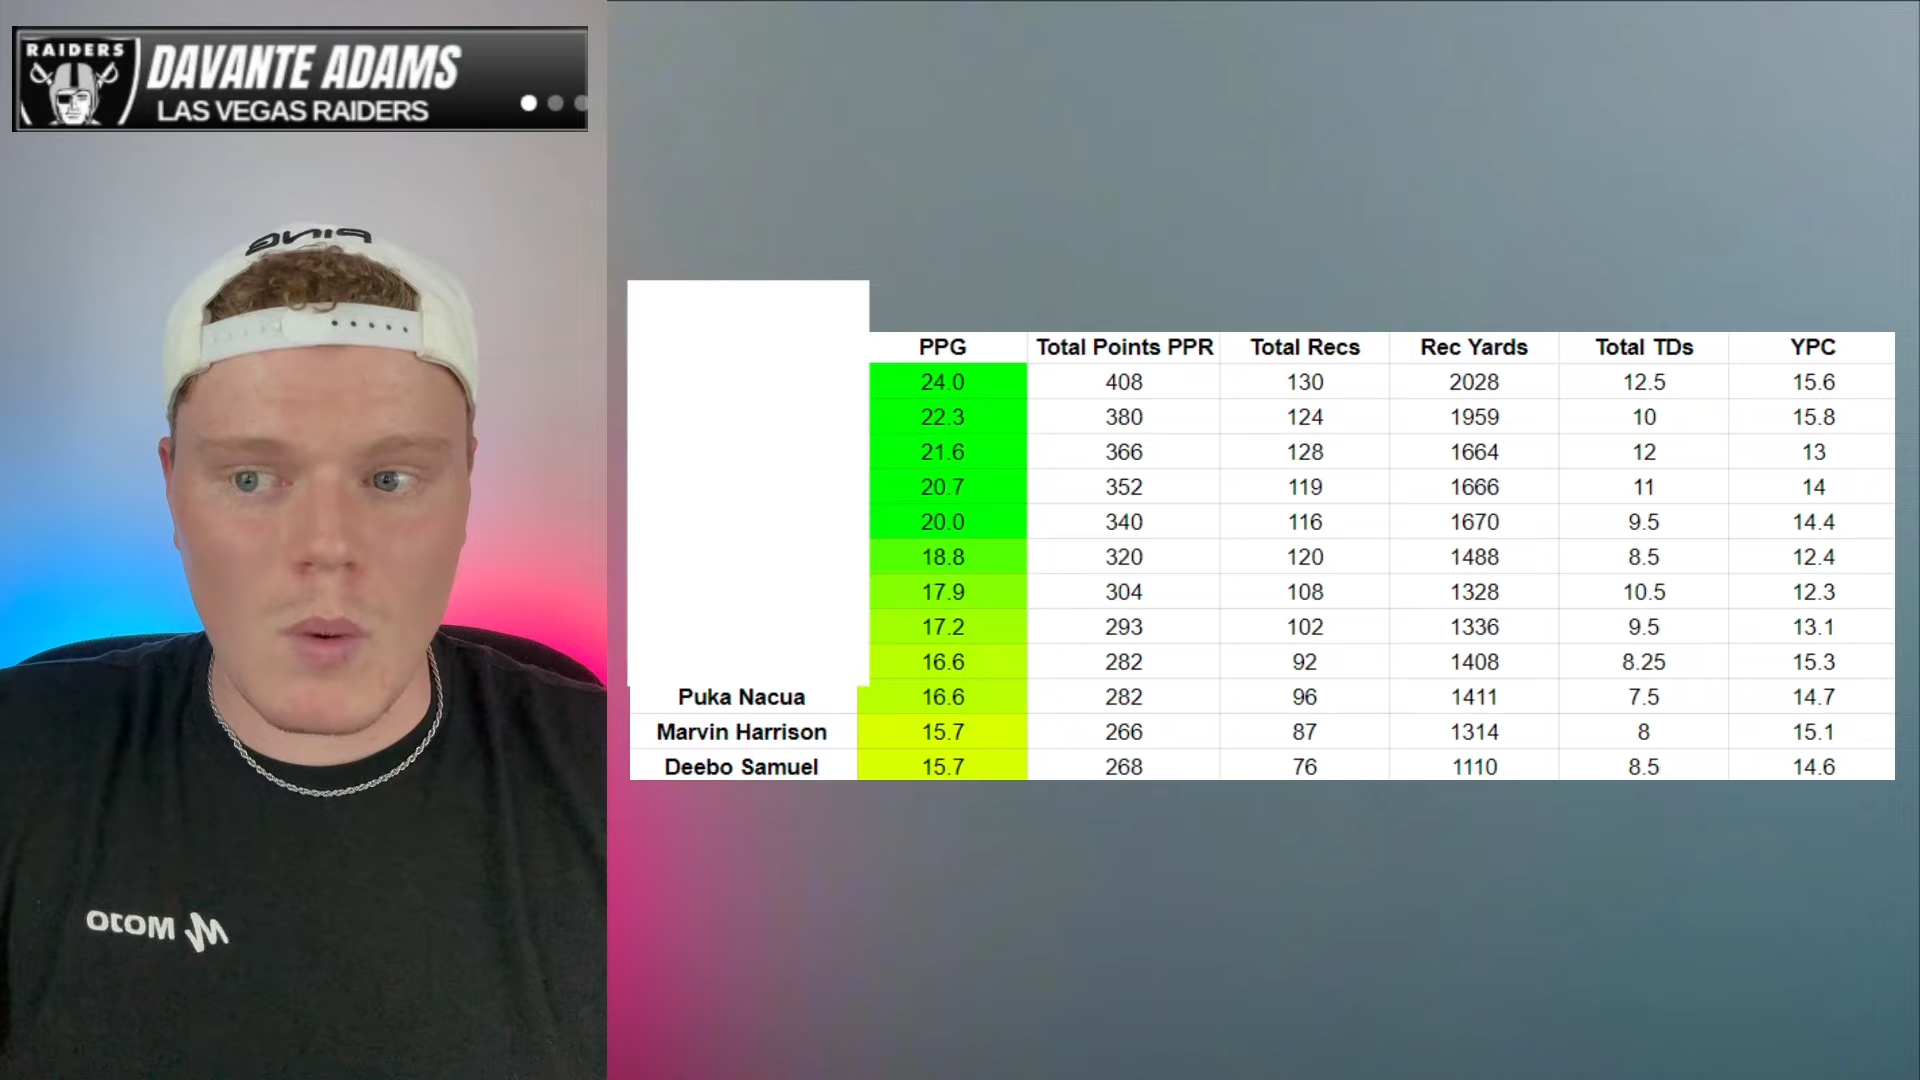 RAIDERS
DAVANTE ADAMS
LAS VEGAS RAIDERS
PING
MOJO
PPG Total Points PPR Total Recs Rec Yards Total TDs YPC
24.0 408 130 2028 12.5 15.6
22.3 380 124 1959 10 15.8
21.6 366 128 1664 12 13
20.7 352 119 1666 11 14
20.0 340 116 1670 9.5 14.4
18.8 320 120 1488 8.5 12.4
17.9 304 108 1328 10.5 12.3
17.2 293 102 1336 9.5 13.1
16.6 282 92 1408 8.25 15.3
Puka Nacua 16.6 282 96 1411 7.5 14.7
Marvin Harrison 15.7 266 87 1314 8 15.1
Deebo Samuel 15.7 268 76 1110 8.5 14.6